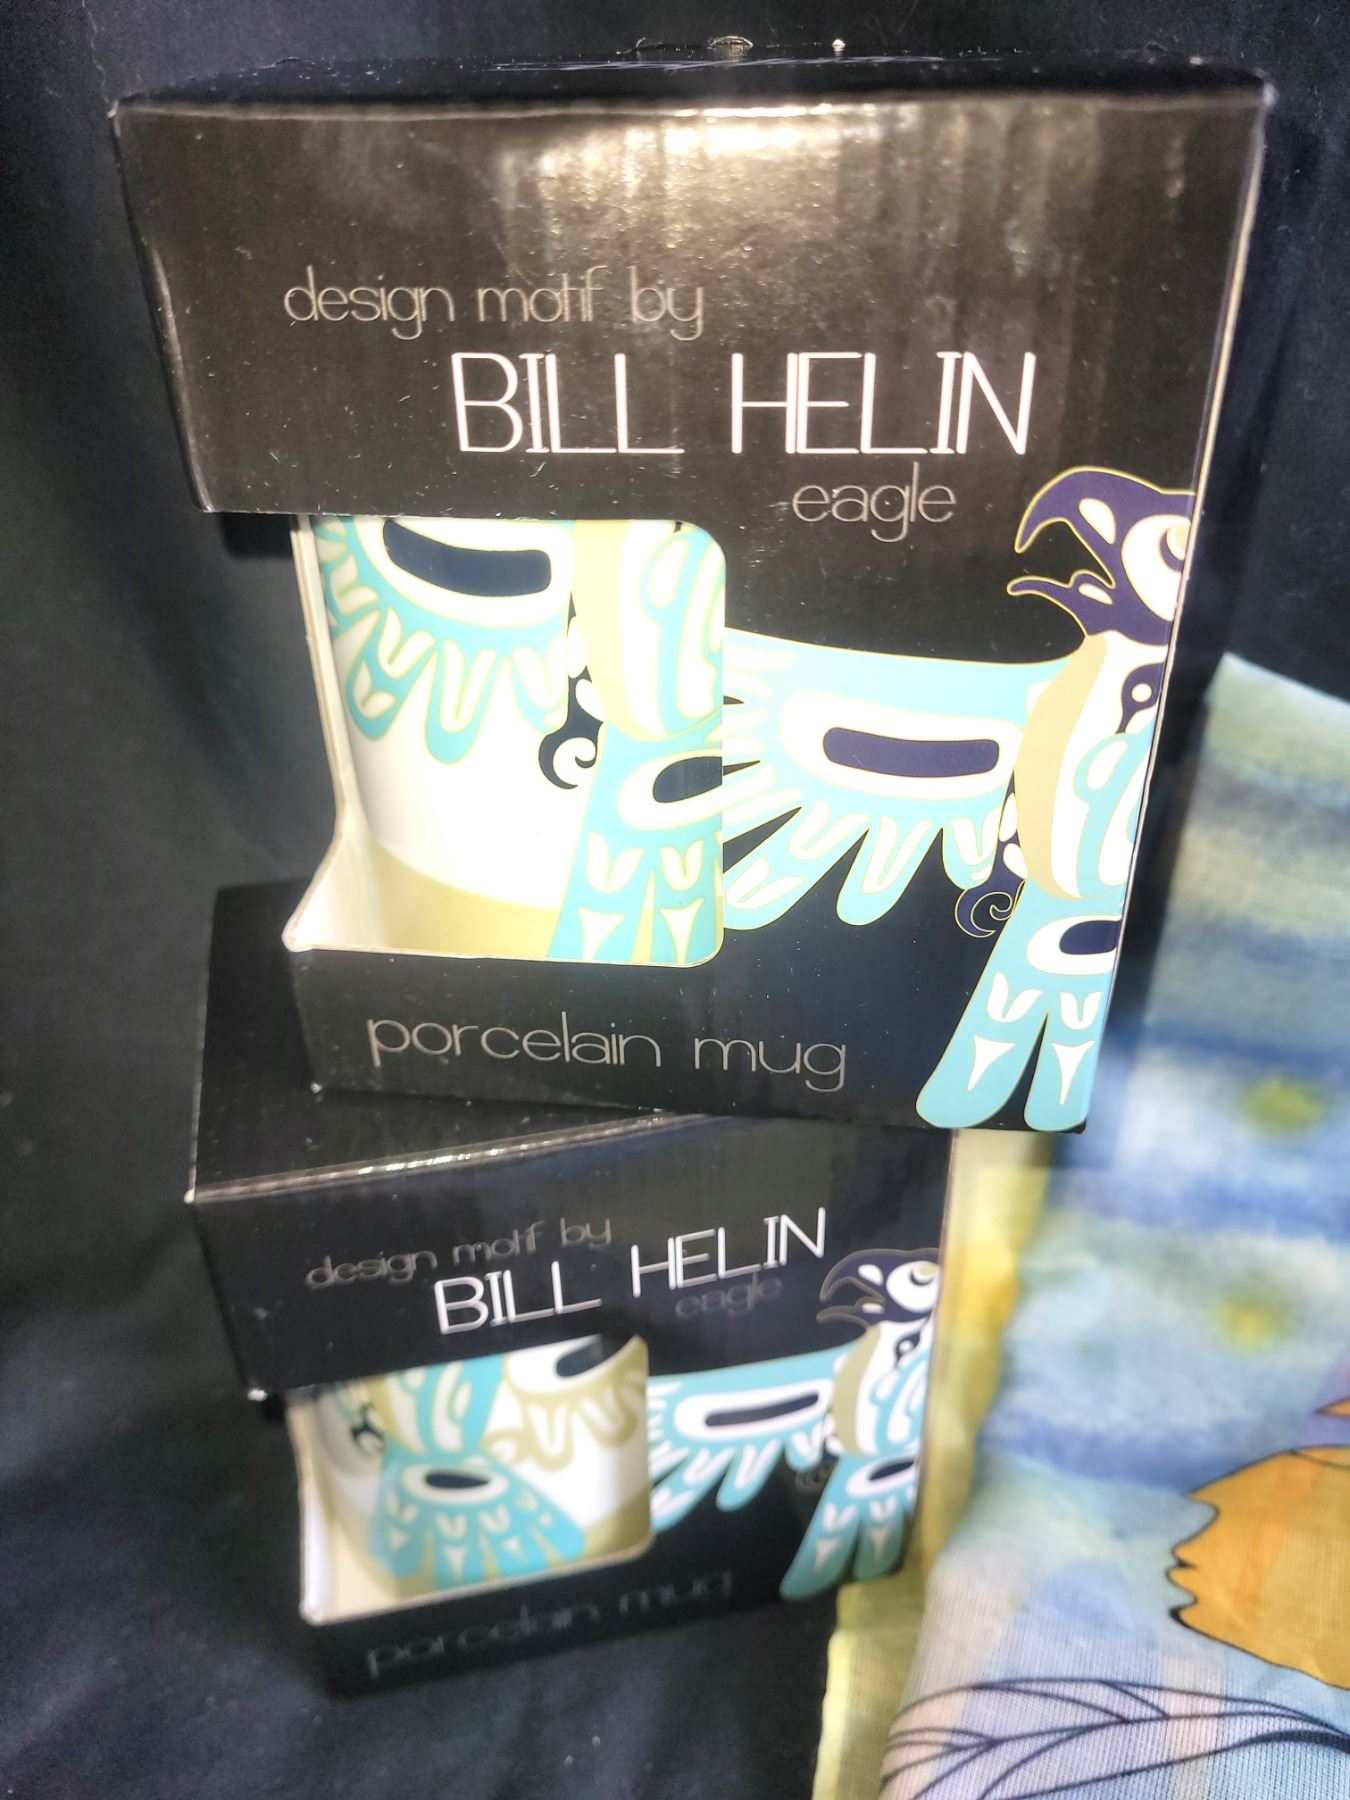 design motif by
BILL HELIN
eagle
porcelain mug
design motif by
BILL HELIN
eagle
porcelain mug